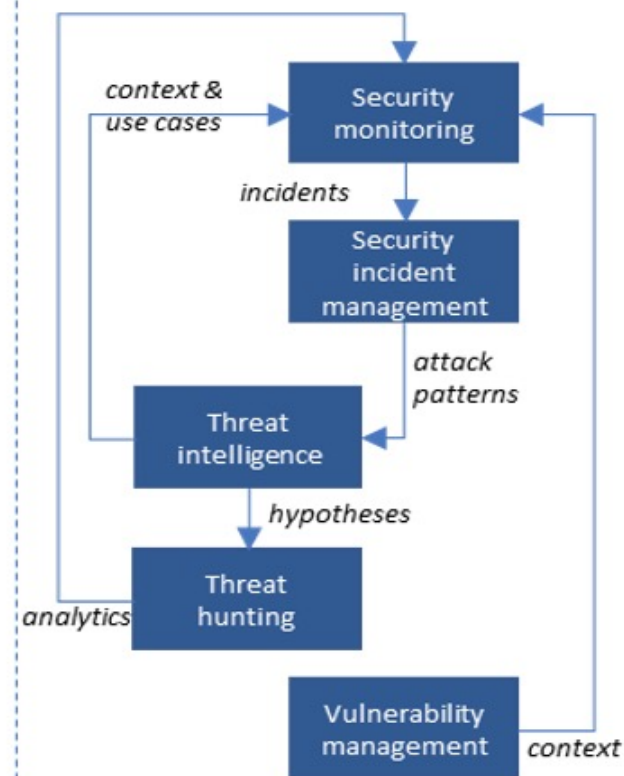 context &
use cases
Security
monitoring
incidents
Security
incident
management
attack
patterns
Threat
intelligence
hypotheses
Threat
hunting
analytics
Vulnerability
management
context